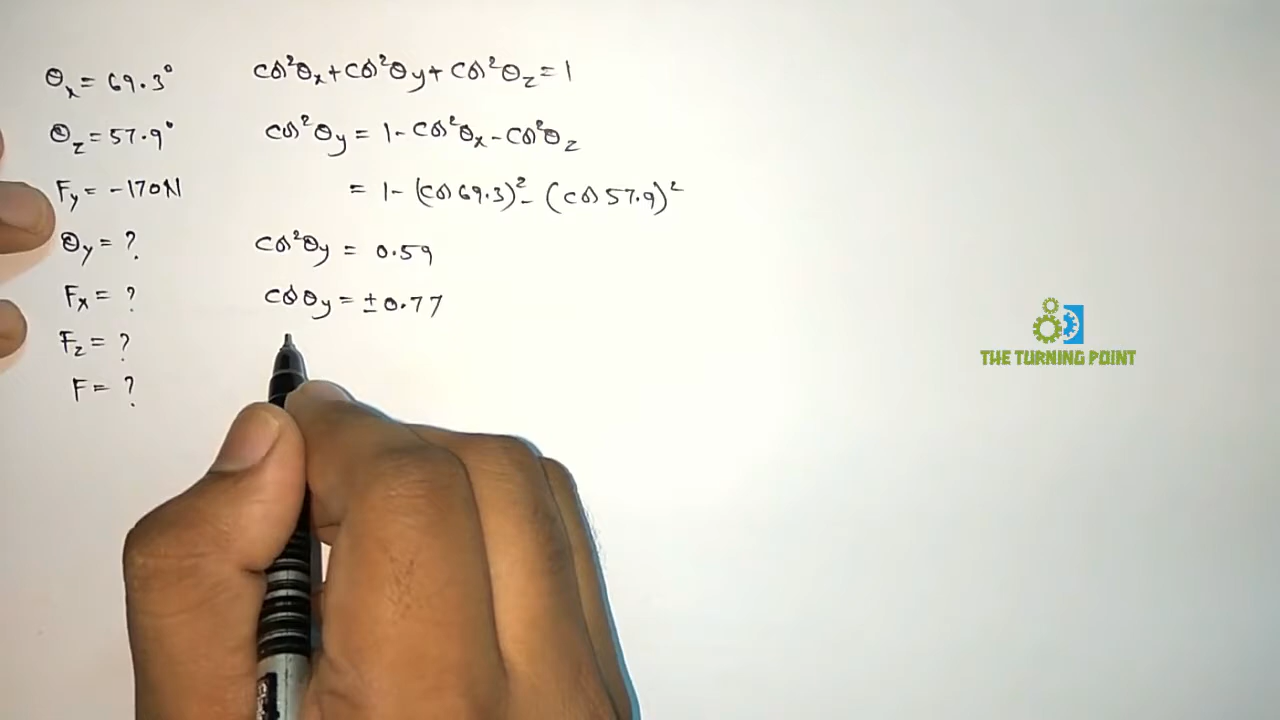 θx = 69.3°
θz = 57.9°
Fy = -170N
θy = ?
Fx = ?
Fz = ?
F = ?
cos²θx + cos²θy + cos²θz = 1
cos²θy = 1 - cos²θx - cos²θz
= 1 - (cos 69.3)² - (cos 57.9)²
cos²θy = 0.59
cosθy = ±0.77
THE TURNING POINT